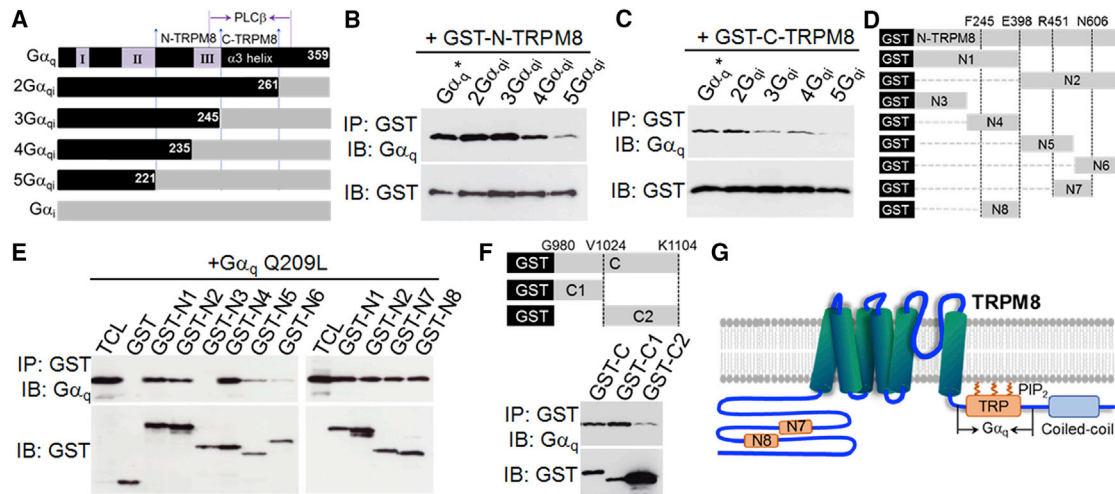 A
PLCβ
N-TRPM8 C-TRPM8
Gαq I II III α3 helix 359
2Gαqi 261
3Gαqi 245
4Gαqi 235
5Gαqi 221
Gαi
B
+ GST-N-TRPM8
Gαq* 2Gαqi 3Gαqi 4Gαqi 5Gαqi
IP: GST
IB: Gαq
IB: GST
C
+ GST-C-TRPM8
Gαq* 2Gqi 3Gqi 4Gqi 5Gqi
IP: GST
IB: Gαq
IB: GST
D
F245 E398 R451 N606
GST N-TRPM8
GST N1
GST N2
GST N3
GST N4
GST N5
GST N6
GST N7
GST N8
E
+Gαq Q209L
TCL GST GST-N1 GST-N2 GST-N3 GST-N4 GST-N5 GST-N6
TCL GST-N1 GST-N2 GST-N7 GST-N8
IP: GST
IB: Gαq
IB: GST
F
G980 V1024 K1104
GST C
GST C1
GST C2
GST-C GST-C1 GST-C2
IP: GST
IB: Gαq
IB: GST
G
TRPM8
PIP2
TRP
Gαq Coiled-coil
N7
N8